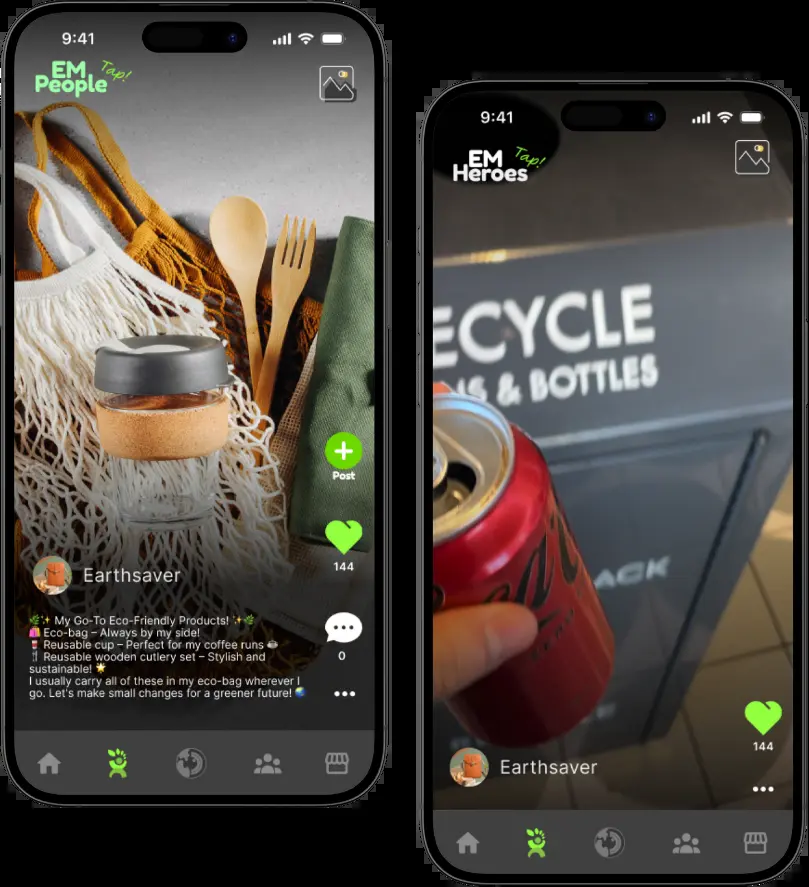 9:41
EM
People
Tap!
Post
144
Earthsaver
🌿✨ My Go-To Eco-Friendly Products! ✨🌿
🛍️ Eco-bag – Always by my side!
🥤 Reusable cup – Perfect for my coffee runs ☕
🍴 Reusable wooden cutlery set – Stylish and
sustainable! 🌟
I usually carry all of these in my eco-bag wherever I
go. Let's make small changes for a greener future! 🌏
0
9:41
EM
Heroes
Tap!
ECYCLE
& BOTTLES
ACK
144
Earthsaver